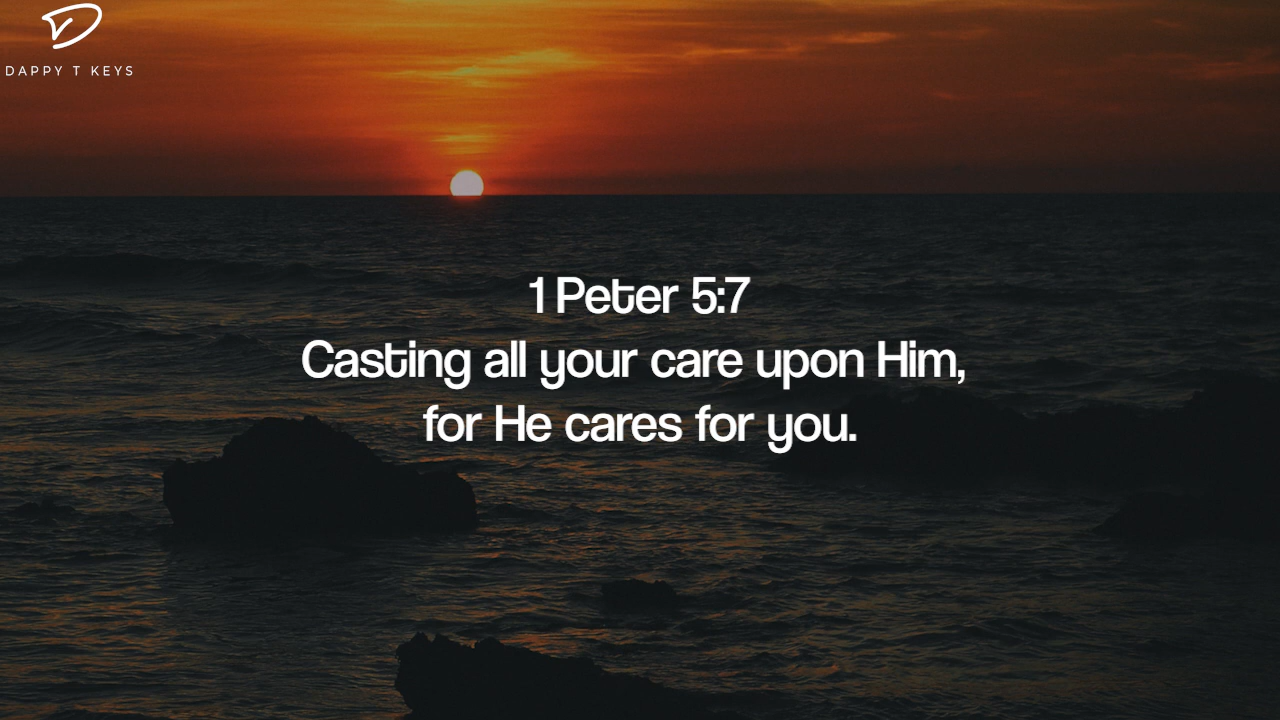 DAPPY T KEYS
1 Peter 5:7
Casting all your care upon Him,
for He cares for you.